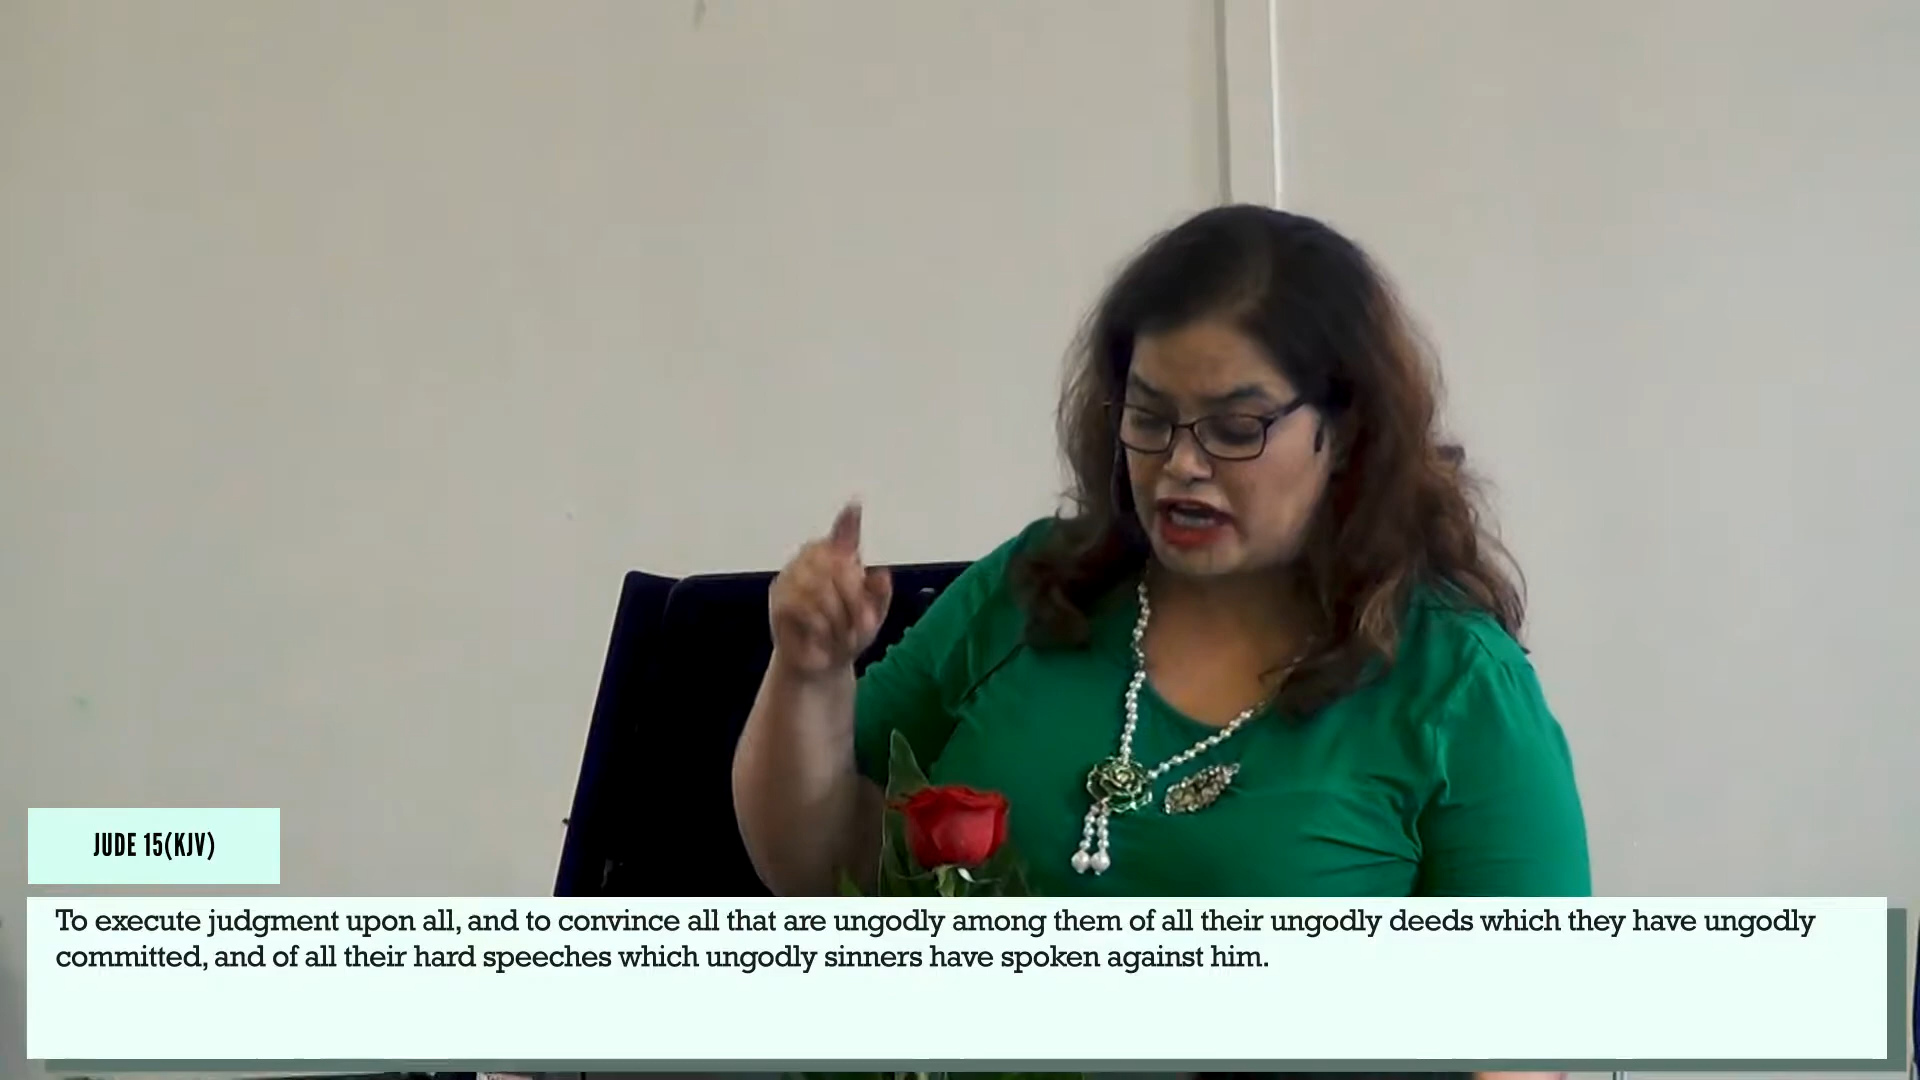 JUDE 15(KJV)
To execute judgment upon all, and to convince all that are ungodly among them of all their ungodly deeds which they have ungodly
committed, and of all their hard speeches which ungodly sinners have spoken against him.